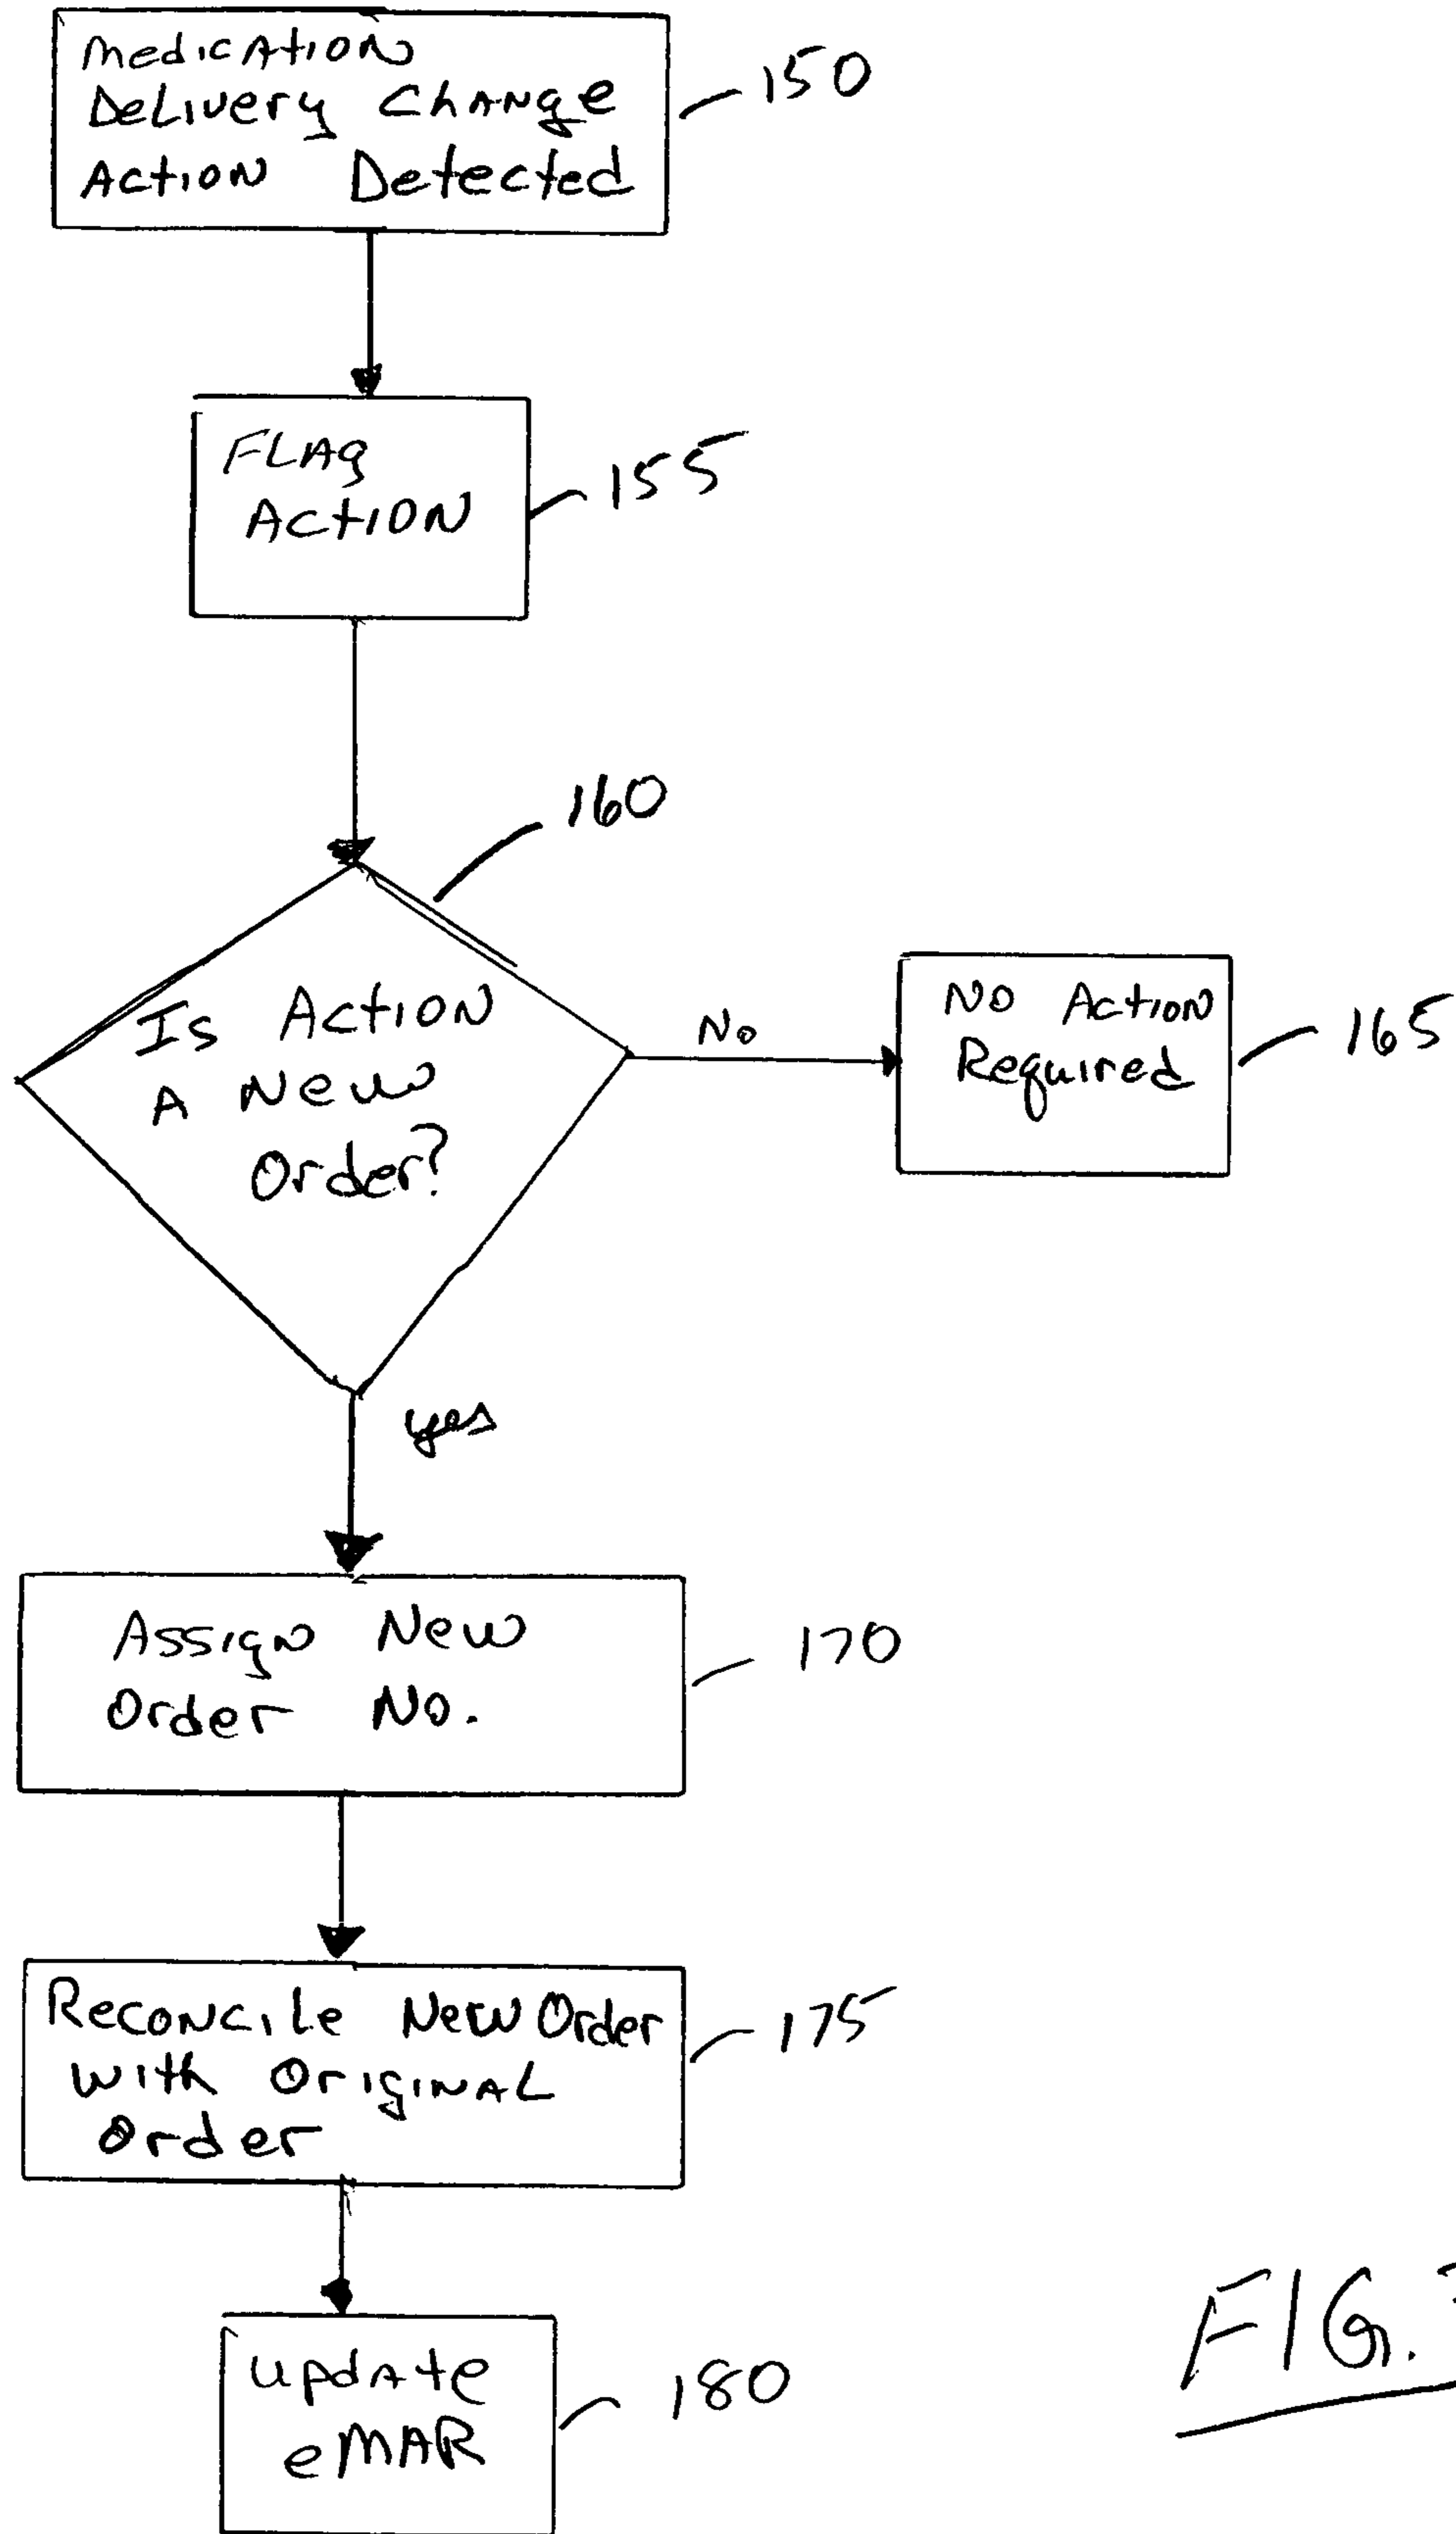 Medication
Delivery Change
Action Detected
150
Flag
Action
155
160
Is Action
A New
Order?
No
No Action
Required
165
yes
Assign New
Order No.
170
Reconcile New Order
with Original
Order
175
update
eMAR
180
FIG.